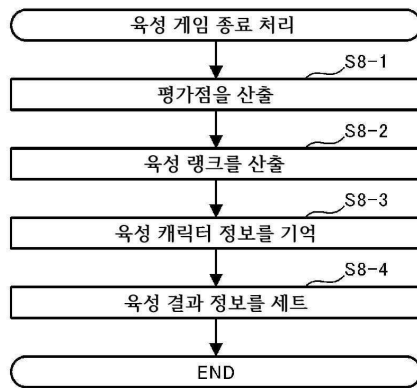 육성 게임 종료 처리
S8-1
평가점을 산출
S8-2
육성 랭크를 산출
S8-3
육성 캐릭터 정보를 기억
S8-4
육성 결과 정보를 세트
END